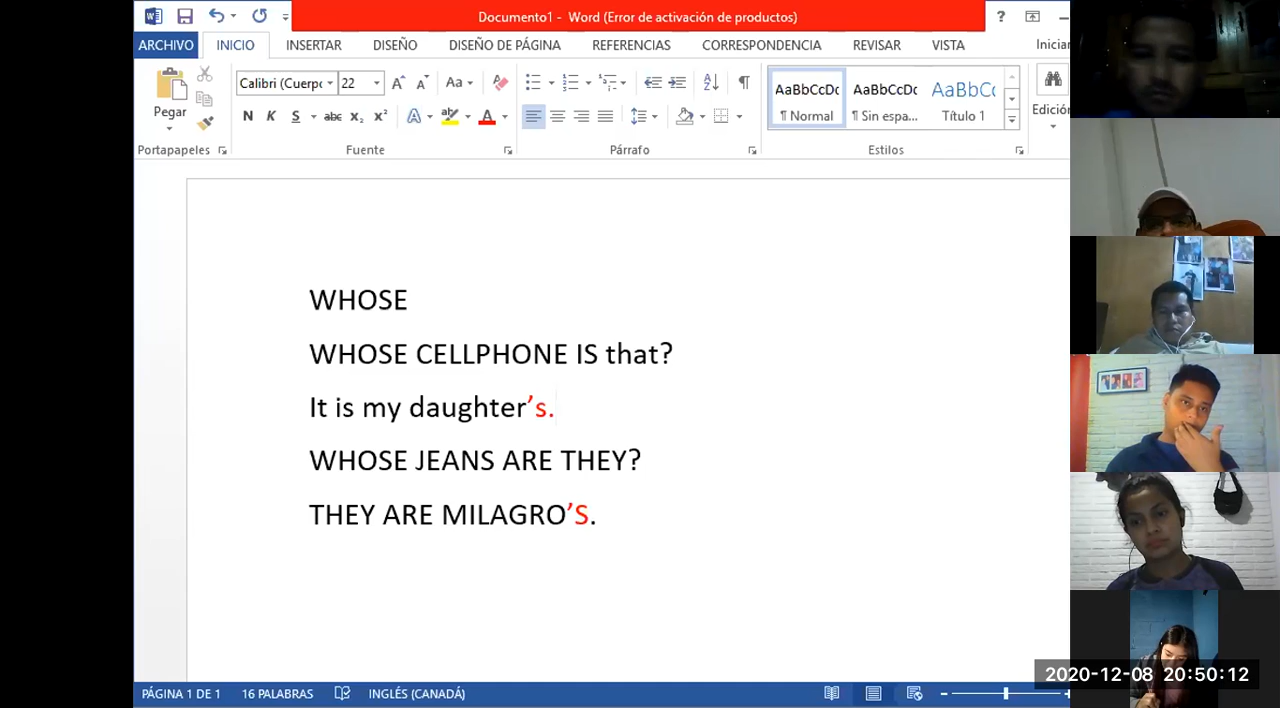 Documento1 - Word (Error de activación de productos)
?
ARCHIVO INICIO INSERTAR DISEÑO DISEÑO DE PÁGINA REFERENCIAS CORRESPONDENCIA REVISAR VISTA Iniciar
Calibri (Cuerpo 22 Aa
Pegar
N K S abc x₂ x²
AaBbCcDc AaBbCcDc AaBbCc
¶ Normal ¶ Sin espa... Título 1
Edición
Portapapeles Fuente Párrafo Estilos
WHOSE
WHOSE CELLPHONE IS that?
It is my daughter’s.
WHOSE JEANS ARE THEY?
THEY ARE MILAGRO’S.
PÁGINA 1 DE 1 16 PALABRAS INGLÉS (CANADÁ)
2020-12-08 20:50:12